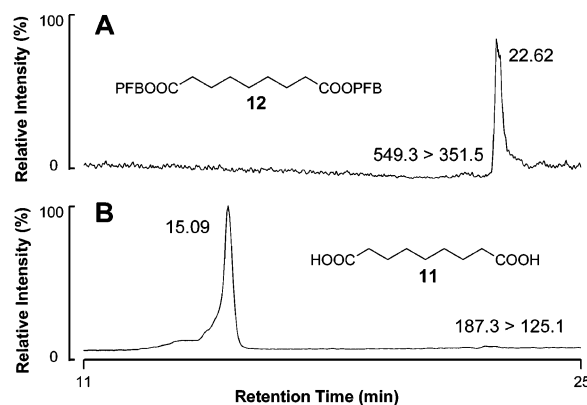 100
A
22.62
Relative Intensity (%)
PFBOOC
COOPFB
12
549.3 > 351.5
0
100
B
15.09
Relative Intensity (%)
HOOC
COOH
11
187.3 > 125.1
0
11
25
Retention Time (min)